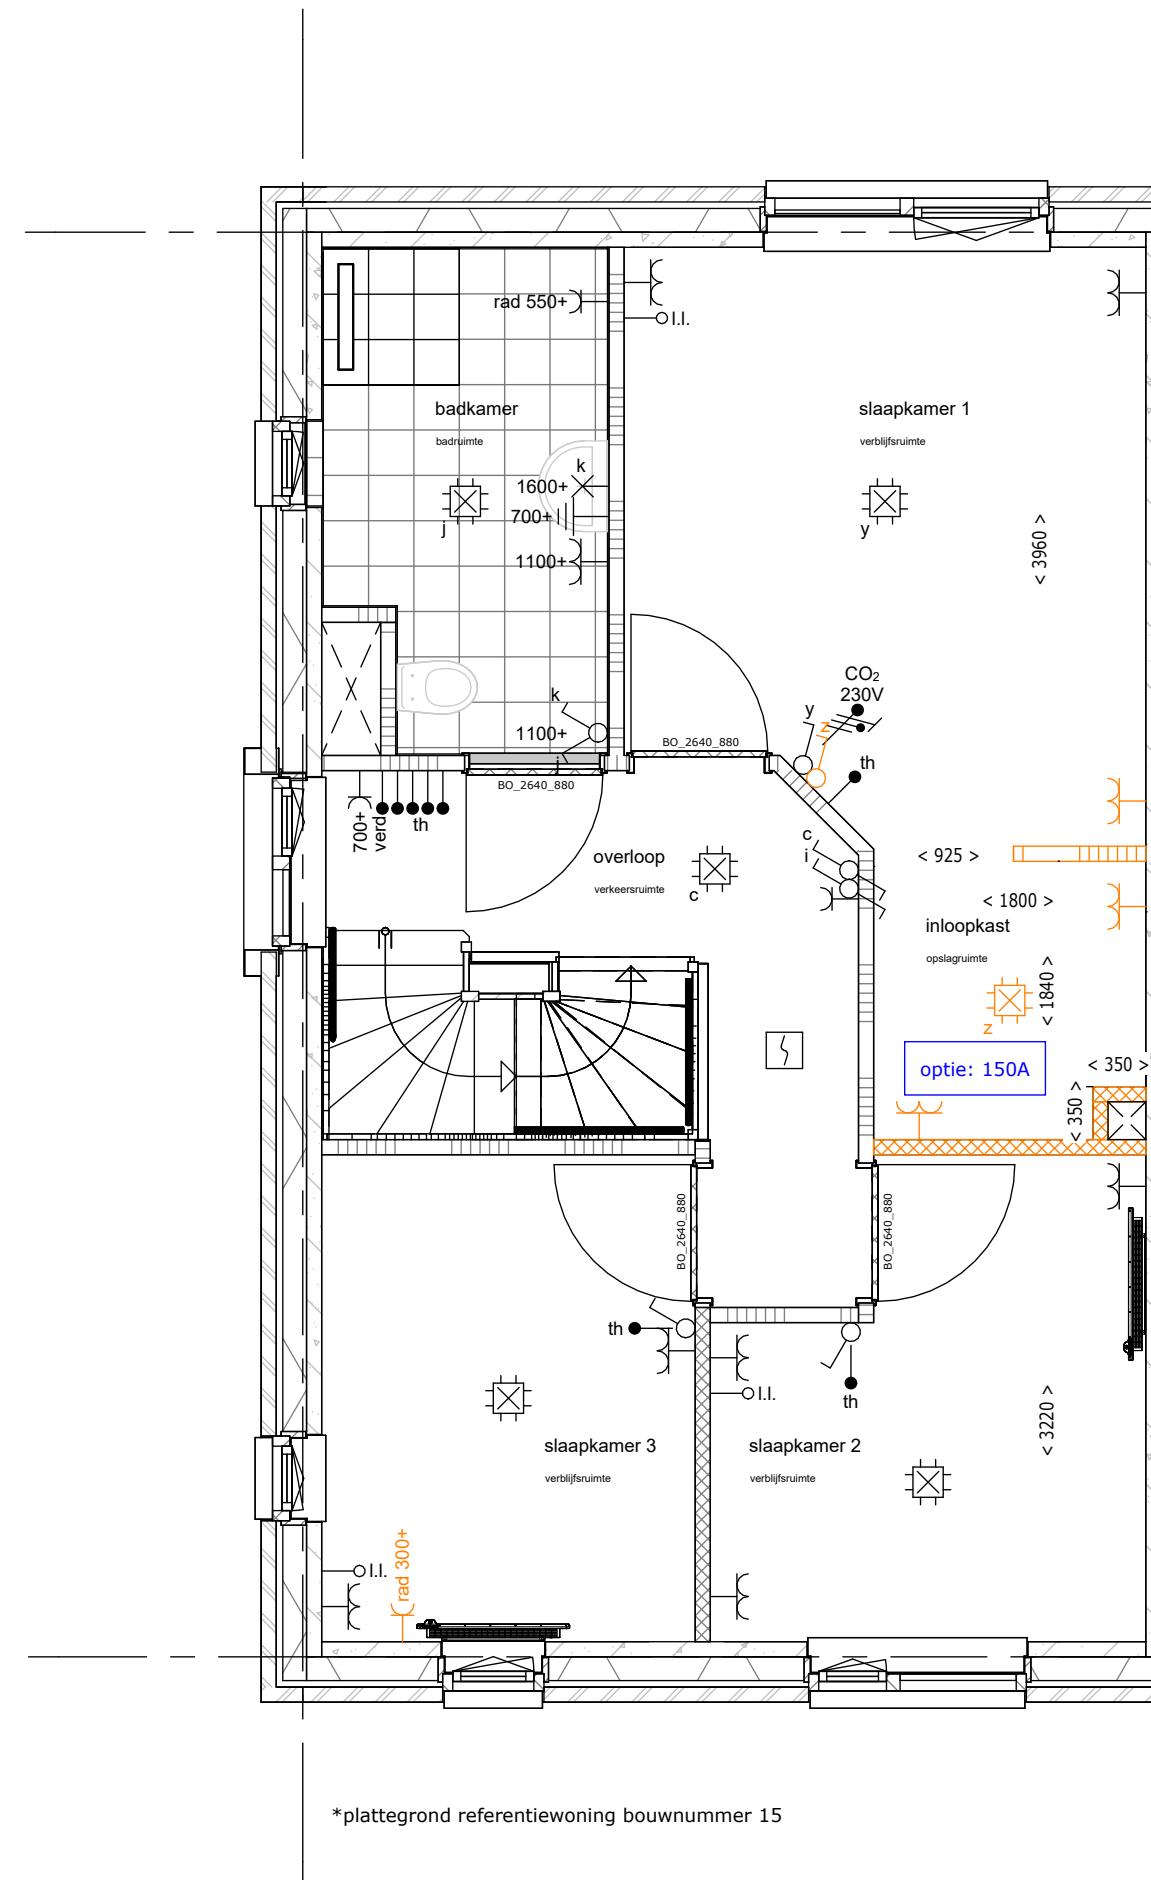 rad 550+
l.l.
badkamer
badruimte
slaapkamer 1
verblijfsruimte
k
1600+
700+
1100+
j
y
< 3960 >
CO₂
230V
k
1100+
j
y
z
th
BO_2640_880
BO_2640_880
700+
verd
th
c
i
overloop
verkeersruimte
c
< 925 >
< 1800 >
inloopkast
opslagruimte
< 1840 >
z
optie: 150A
< 350 >
< 350 >
BO_2640_880
BO_2640_880
th
l.l.
th
< 3220 >
slaapkamer 3
verblijfsruimte
slaapkamer 2
verblijfsruimte
rad 300+
l.l.
*plattegrond referentiewoning bouwnummer 15